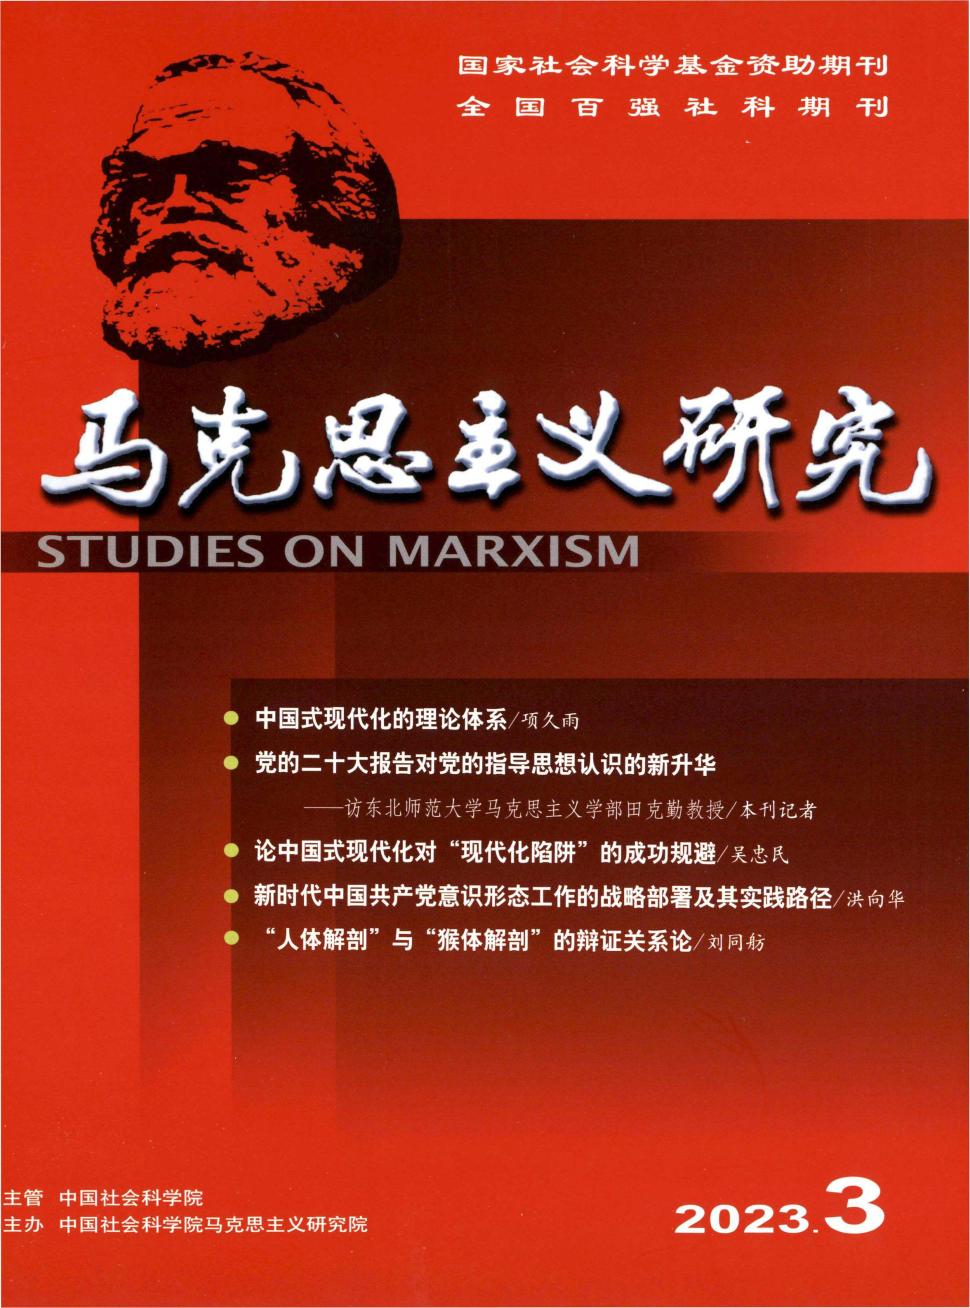 国家社会科学基金资助期刊
全国百强社科期刊
马克思主义研究
STUDIES ON MARXISM
中国式现代化的理论体系/项久雨
党的二十大报告对党的指导思想认识的新升华
——访东北师范大学马克思主义学部田克勤教授/本刊记者
论中国式现代化对“现代化陷阱”的成功规避/吴忠民
新时代中国共产党意识形态工作的战略部署及其实践路径/洪向华
“人体解剖”与“猴体解剖”的辩证关系论/刘同舫
主管 中国社会科学院
主办 中国社会科学院马克思主义研究院
2023.3